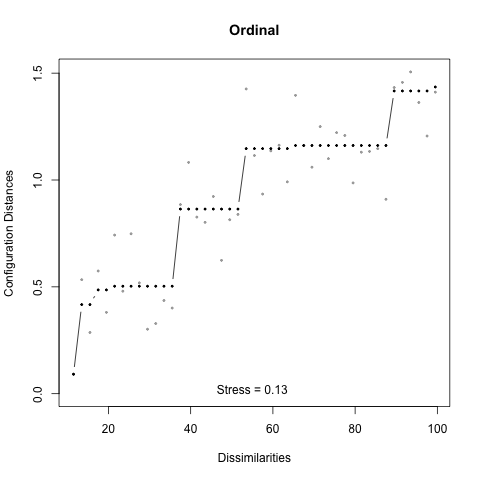 Ordinal
Configuration Distances
1.5
1.0
0.5
0.0
Stress = 0.13
20 40 60 80 100
Dissimilarities